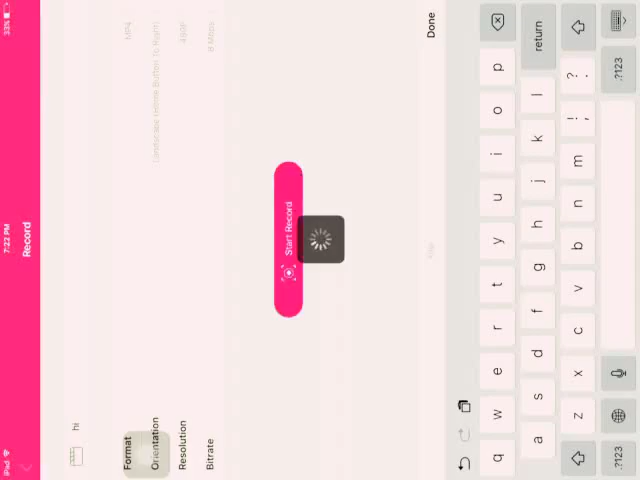 iPad 7:22 PM 33%
Record
hi
Format MP4
Orientation Landscape (Home Button To Right)
Resolution 480P
Bitrate 8 Mbps
Start Record
Done
q w e r t y u i o p
a s d f g h j k l return
z x c v b n m ! , ? .
.?123 .?123